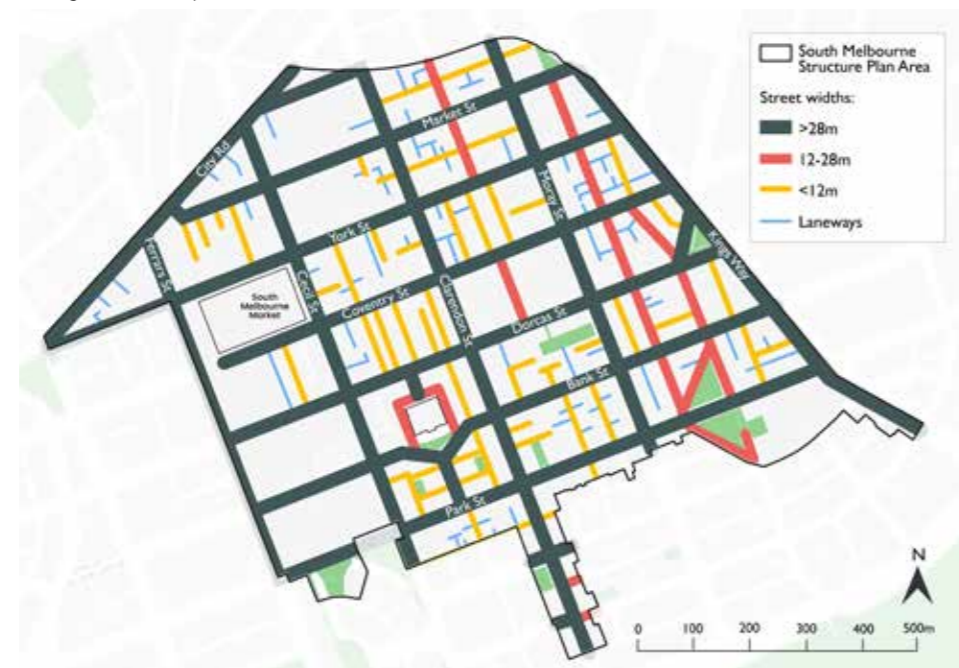 South Melbourne
Structure Plan Area
Street widths:
>28m
12-28m
<12m
Laneways
Market St
City Rd
Moray St
York St
Ferrars St
Kings Way
Cecil St
South
Melbourne
Market
Coventry St
Clarendon St
Dorcas St
Bank St
Park St
N
0 100 200 300 400 500m